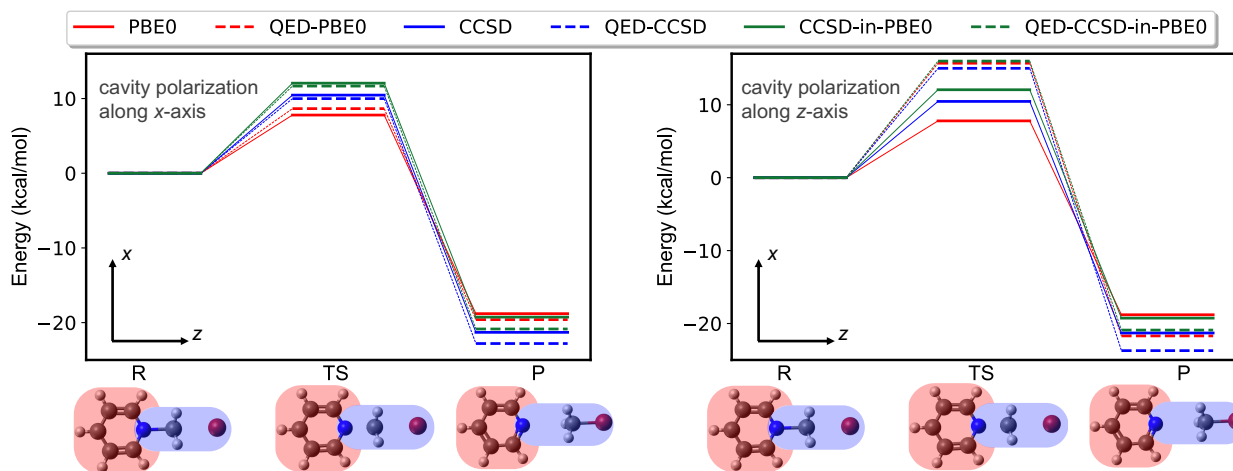 PBE0 QED-PBE0 CCSD QED-CCSD CCSD-in-PBE0 QED-CCSD-in-PBE0
cavity polarization
along x-axis
Energy (kcal/mol)
10
0
−10
−20
x
z
R TS P
cavity polarization
along z-axis
Energy (kcal/mol)
10
0
−10
−20
x
z
R TS P